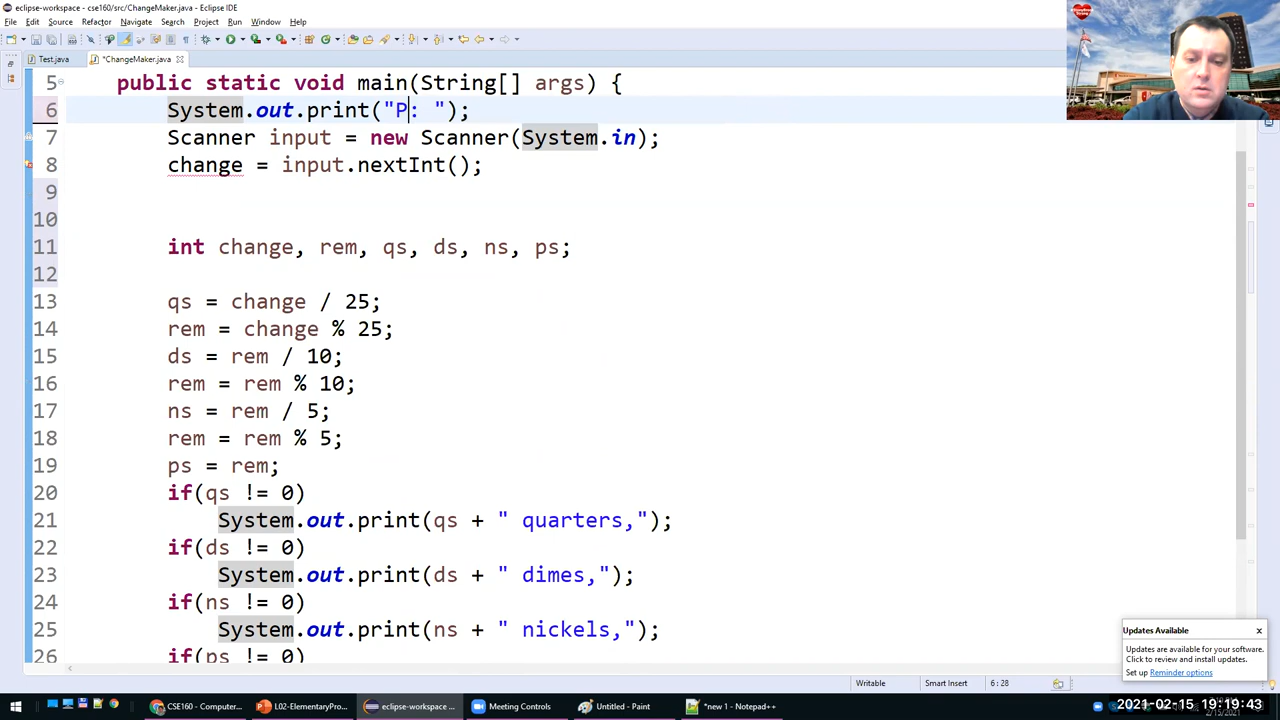 eclipse-workspace - cse160/src/ChangeMaker.java - Eclipse IDE
File Edit Source Refactor Navigate Search Project Run Window Help
Test.java *ChangeMaker.java
5 public static void main(String[] args) {
6 System.out.print("P: ");
7 Scanner input = new Scanner(System.in);
8 change = input.nextInt();
9
10
11 int change, rem, qs, ds, ns, ps;
12
13 qs = change / 25;
14 rem = change % 25;
15 ds = rem / 10;
16 rem = rem % 10;
17 ns = rem / 5;
18 rem = rem % 5;
19 ps = rem;
20 if(qs != 0)
21 System.out.print(qs + " quarters,");
22 if(ds != 0)
23 System.out.print(ds + " dimes,");
24 if(ns != 0)
25 System.out.print(ns + " nickels,");
26 if(ps != 0)
Updates Available x
Updates are available for your software.
Click to review and install updates.
Set up Reminder options
Writable Smart Insert 6 : 28
CSE160 - Computer... L02-ElementaryPro... eclipse-workspace ... Meeting Controls Untitled - Paint *new 1 - Notepad++
2021-02-15 19:19:43